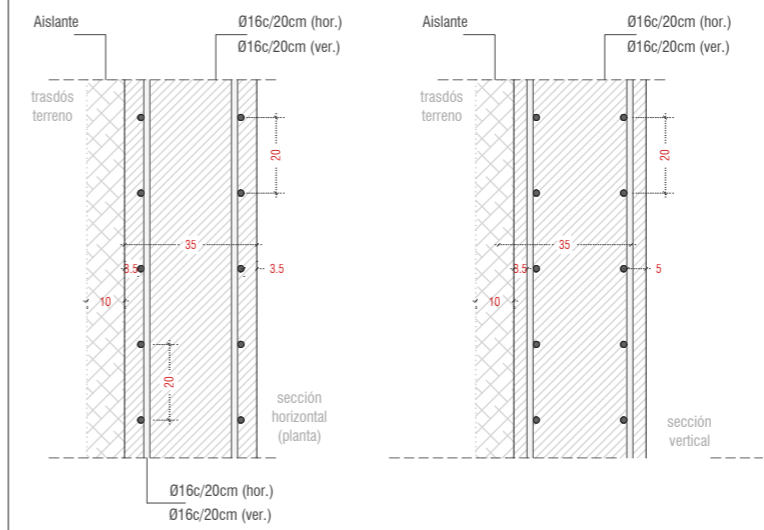 Aislante
Ø16c/20cm (hor.)
Ø16c/20cm (ver.)
trasdós
terreno
20
35
3.5
3.5
10
20
sección
horizontal
(planta)
Ø16c/20cm (hor.)
Ø16c/20cm (ver.)
Aislante
Ø16c/20cm (hor.)
Ø16c/20cm (ver.)
trasdós
terreno
20
35
3.5
5
10
sección
vertical